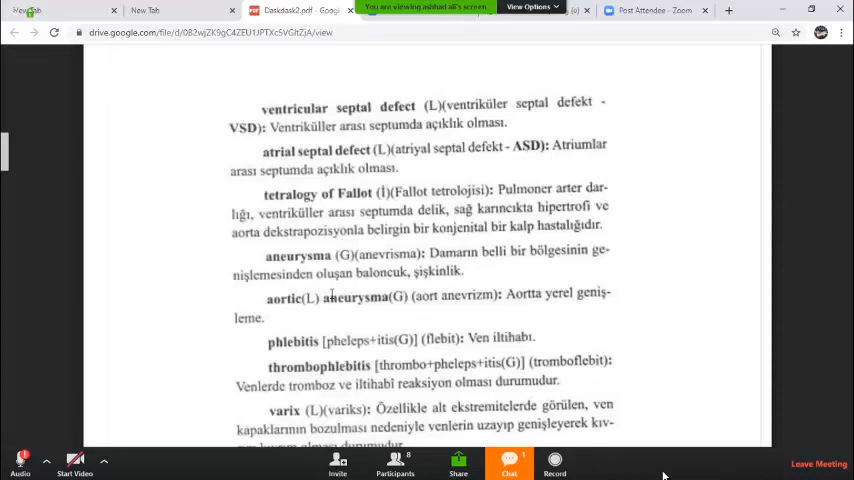 New Tab
New Tab
Daskdask2.pdf - Googl
You are viewing ashhad ali's screen
View Options
Post Attendee - Zoom
drive.google.com/file/d/0B2wjZK9gC4ZEU1JPTXc5VGItZjA/view
ventricular septal defect (L)(ventriküler septal defekt -
VSD): Ventriküller arası septumda açıklık olması.
atrial septal defect (L)(atriyal septal defekt - ASD): Atriumlar
arası septumda açıklık olması.
tetralogy of Fallot (İ)(Fallot tetrolojisi): Pulmoner arter dar-
lığı, ventriküller arası septumda delik, sağ karıncıkta hipertrofi ve
aorta dekstrapozisyonla belirgin bir konjenital bir kalp hastalığıdır.
aneurysma (G)(anevrisma): Damarın belli bir bölgesinin ge-
nişlemesinden oluşan baloncuk, şişkinlik.
aortic(L) aneurysma(G) (aort anevrizm): Aortta yerel geniş-
leme.
phlebitis [pheleps+itis(G)] (flebit): Ven iltihabı.
thrombophlebitis [thrombo+pheleps+itis(G)] (tromboflebit):
Venlerde tromboz ve iltihabî reaksiyon olması durumudur.
varix (L)(variks): Özellikle alt ekstremitelerde görülen, ven
kapaklarının bozulması nedeniyle venlerin uzayıp genişleyerek kıv-
olması durumudur.
Audio
Start Video
Invite
8
Participants
Share
1
Chat
Record
Leave Meeting